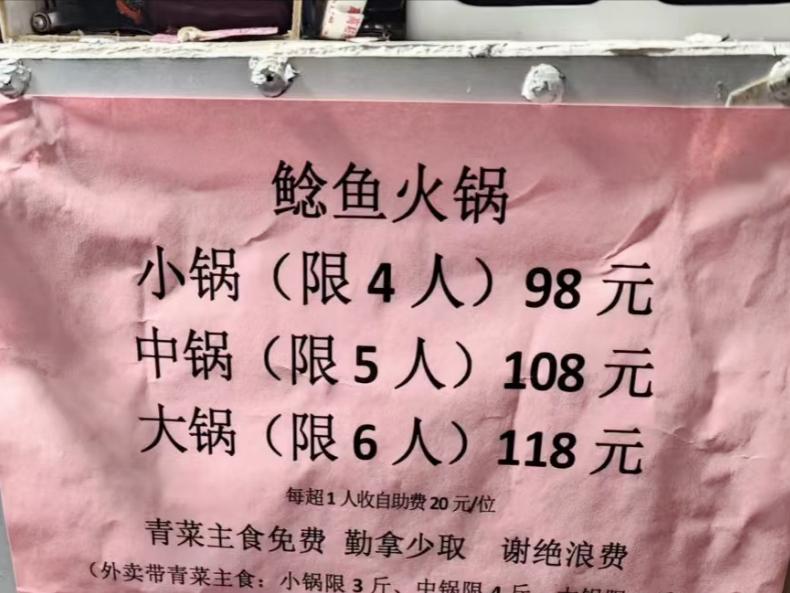 鲶鱼火锅
小锅（限4人）98元
中锅（限5人）108元
大锅（限6人）118元
每超1人收自助费20元/位
青菜主食免费 勤拿少取 谢绝浪费
（外卖带青菜主食：小锅限3斤、中锅限4斤、大锅限